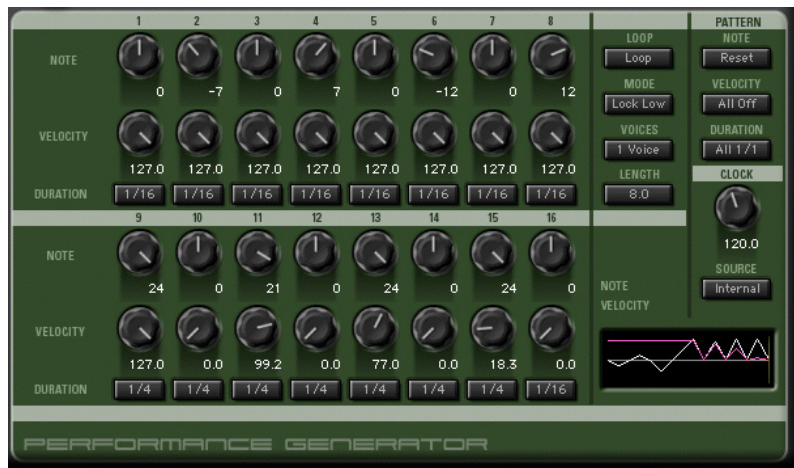 1 2 3 4 5 6 7 8 PATTERN
LOOP NOTE
NOTE Loop Reset
0 -7 0 7 0 -12 0 12
MODE VELOCITY
Lock Low All Off
VELOCITY VOICES DURATION
1 Voice All 1/1
127.0 127.0 127.0 127.0 127.0 127.0 127.0 127.0
LENGTH CLOCK
DURATION 1/16 1/16 1/16 1/16 1/16 1/16 1/16 1/16 8.0
9 10 11 12 13 14 15 16
120.0
NOTE SOURCE
24 0 21 0 24 0 24 0 NOTE Internal
VELOCITY
VELOCITY
127.0 0.0 99.2 0.0 77.0 0.0 18.3 0.0
DURATION 1/4 1/4 1/4 1/4 1/4 1/4 1/4 1/16
PERFORMANCE GENERATOR